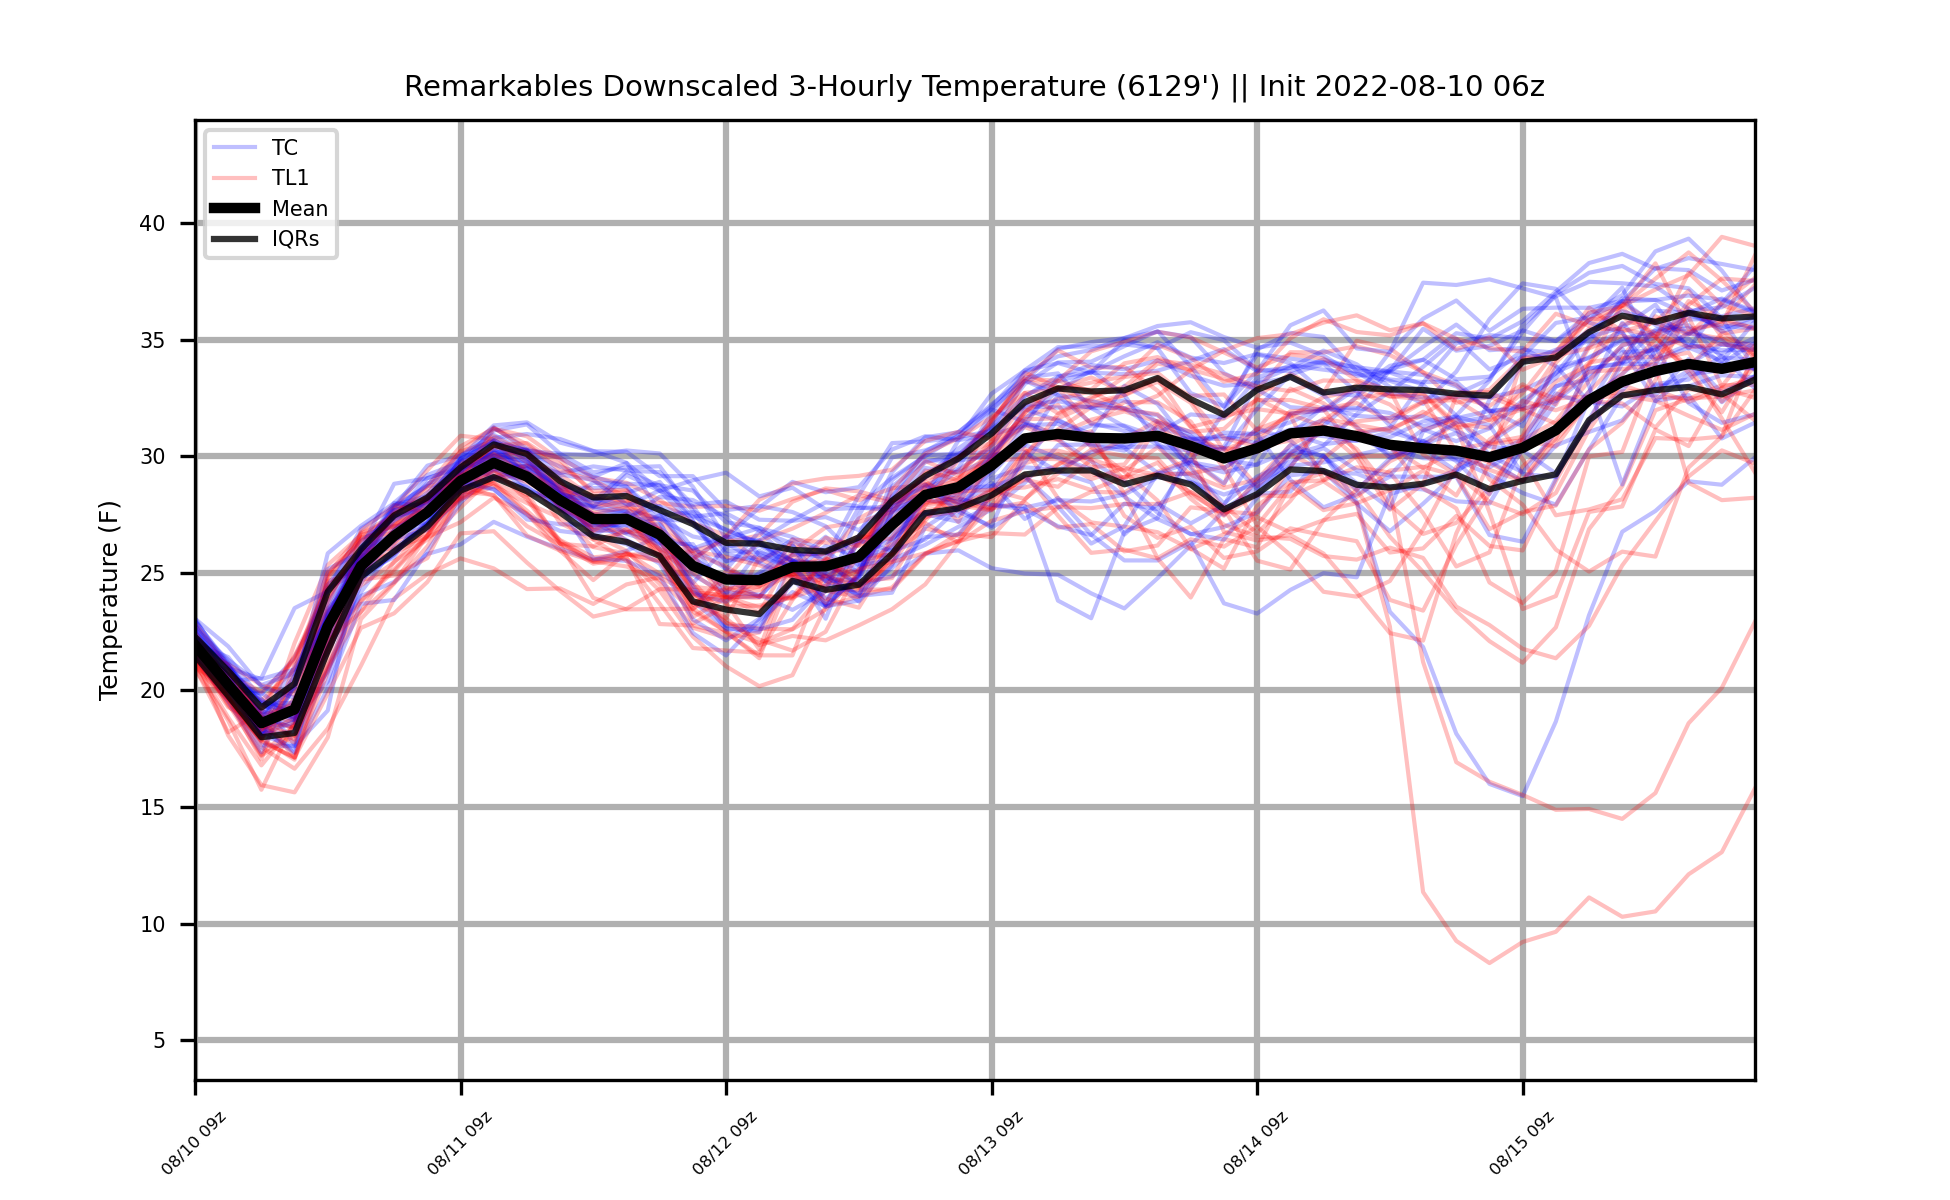 Remarkables Downscaled 3-Hourly Temperature (6129') || Init 2022-08-10 06z
TC
TL1
Mean
IQRs
Temperature (F)
40
35
30
25
20
15
10
5
08/10 09z
08/11 09z
08/12 09z
08/13 09z
08/14 09z
08/15 09z